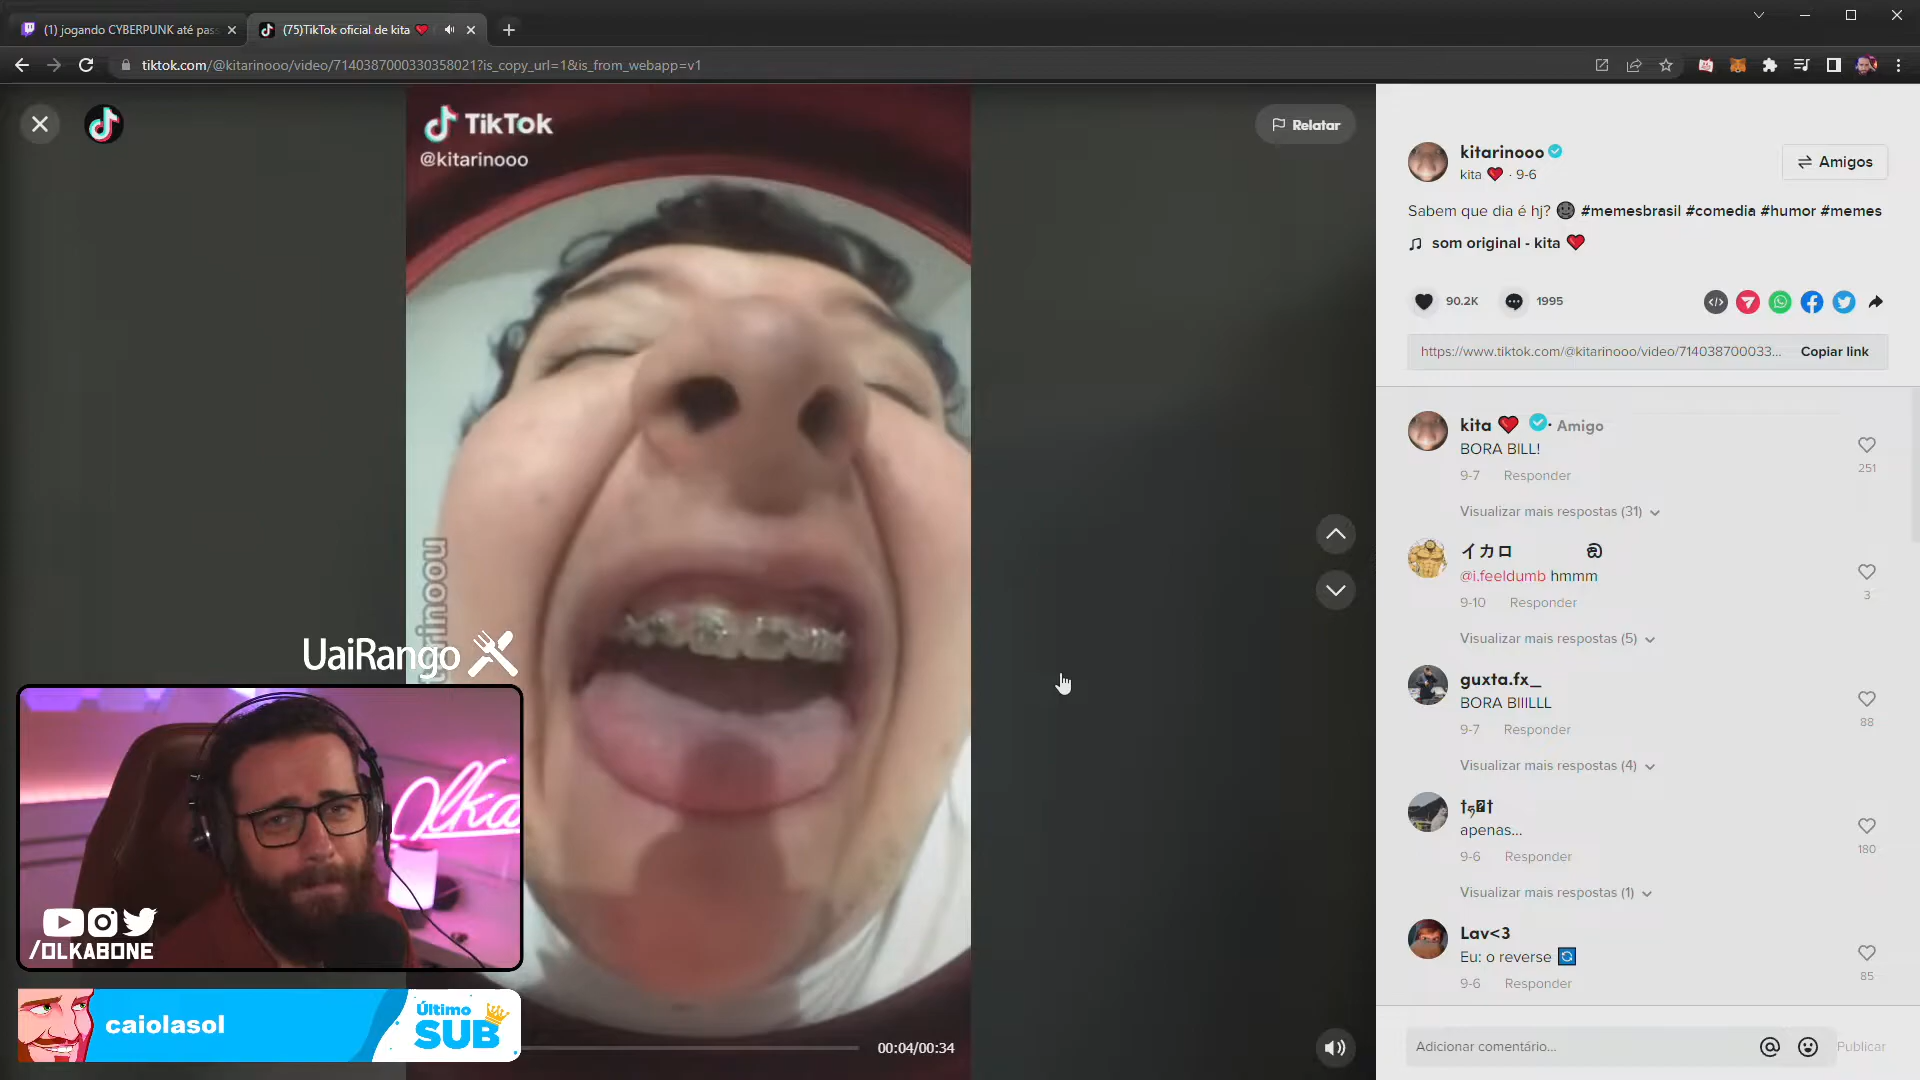 (1) jogando CYBERPUNK até pas
(75)TikTok oficial de kita ❤️
tiktok.com/@kitarinooo/video/7140387000330358021?is_copy_url=1&is_from_webapp=v1
TikTok
@kitarinooo
Relatar
UaiRango
Olka
/OLKABONE
caiolasol
Último
SUB
00:04/00:34
kitarinooo
kita ❤️ · 9-6
Amigos
Sabem que dia é hj? 🌚 #memesbrasil #comedia #humor #memes
som original - kita ❤️
90.2K
1995
https://www.tiktok.com/@kitarinooo/video/714038700033...
Copiar link
kita ❤️ · Amigo
BORA BILL!
9-7 Responder
251
Visualizar mais respostas (31)
イカロ
@i.feeldumb hmmm
9-10 Responder
3
Visualizar mais respostas (5)
guxta.fx_
BORA BIIILLL
9-7 Responder
88
Visualizar mais respostas (4)
apenas...
9-6 Responder
180
Visualizar mais respostas (1)
Lav<3
Eu: o reverse 🔄
9-6 Responder
85
Adicionar comentário...
Publicar